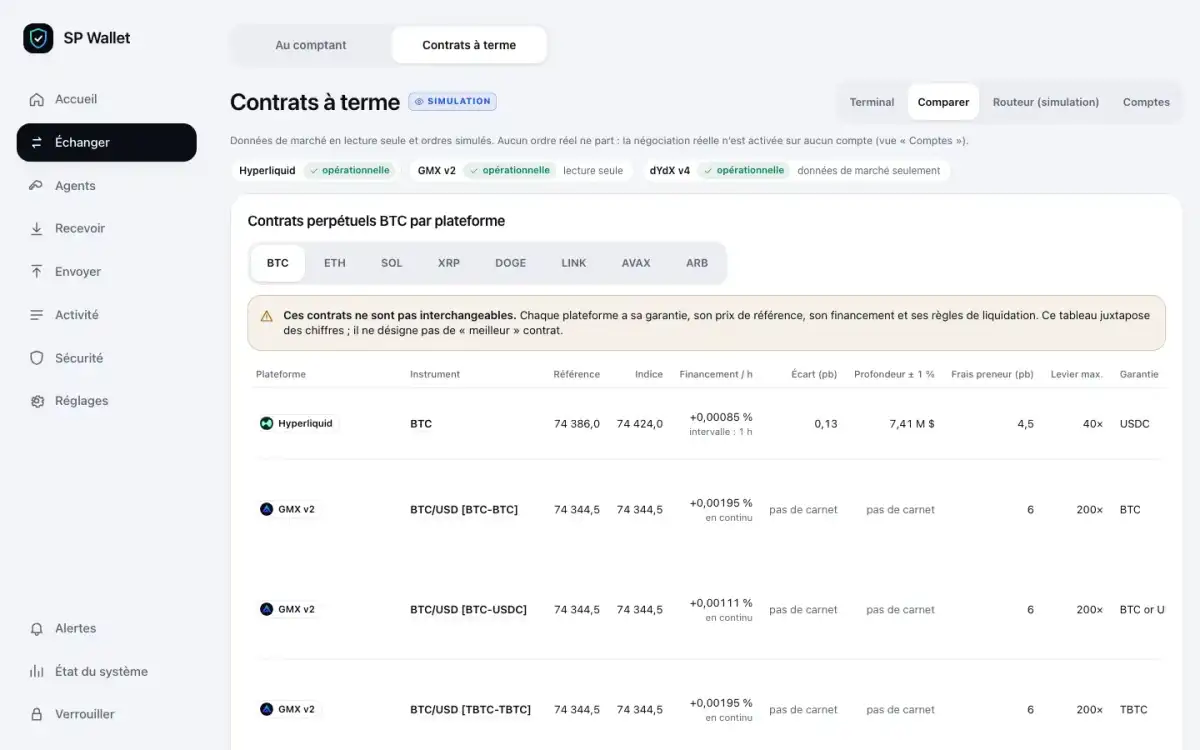 SP Wallet
Au comptant
Contrats à terme
Accueil
Échanger
Agents
Recevoir
Envoyer
Activité
Sécurité
Réglages
Alertes
État du système
Verrouiller
Contrats à terme
SIMULATION
Terminal
Comparer
Routeur (simulation)
Comptes
Données de marché en lecture seule et ordres simulés. Aucun ordre réel ne part : la négociation réelle n'est activée sur aucun compte (vue « Comptes »).
Hyperliquid opérationnelle
GMX v2 opérationnelle lecture seule
dYdX v4 opérationnelle données de marché seulement
Contrats perpétuels BTC par plateforme
BTC ETH SOL XRP DOGE LINK AVAX ARB
Ces contrats ne sont pas interchangeables. Chaque plateforme a sa garantie, son prix de référence, son financement et ses règles de liquidation. Ce tableau juxtapose
des chiffres ; il ne désigne pas de « meilleur » contrat.
Plateforme Instrument Référence Indice Financement / h Écart (pb) Profondeur ± 1 % Frais preneur (pb) Levier max. Garantie
Hyperliquid BTC 74 386,0 74 424,0 +0,00085 % 0,13 7,41 M $ 4,5 40× USDC
intervalle : 1 h
GMX v2 BTC/USD [BTC-BTC] 74 344,5 74 344,5 +0,00195 % pas de carnet pas de carnet 6 200× BTC
en continu
GMX v2 BTC/USD [BTC-USDC] 74 344,5 74 344,5 +0,00111 % pas de carnet pas de carnet 6 200× BTC or U
en continu
GMX v2 BTC/USD [TBTC-TBTC] 74 344,5 74 344,5 +0,00195 % pas de carnet pas de carnet 6 200× TBTC
en continu